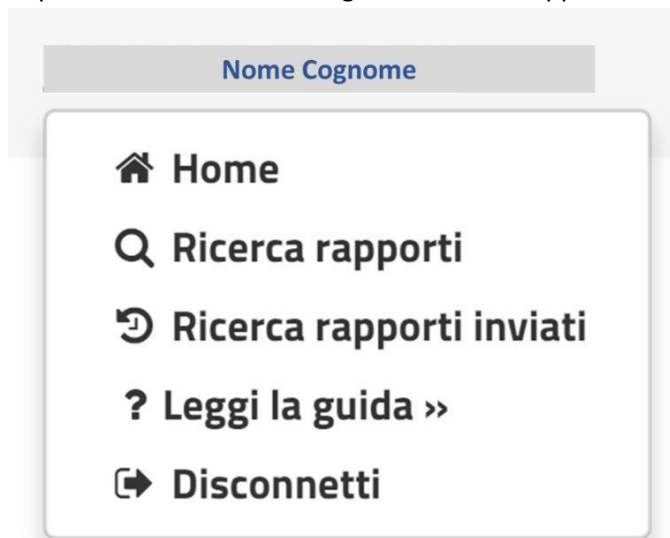 Nome Cognome
Home
Ricerca rapporti
Ricerca rapporti inviati
? Leggi la guida »
Disconnetti